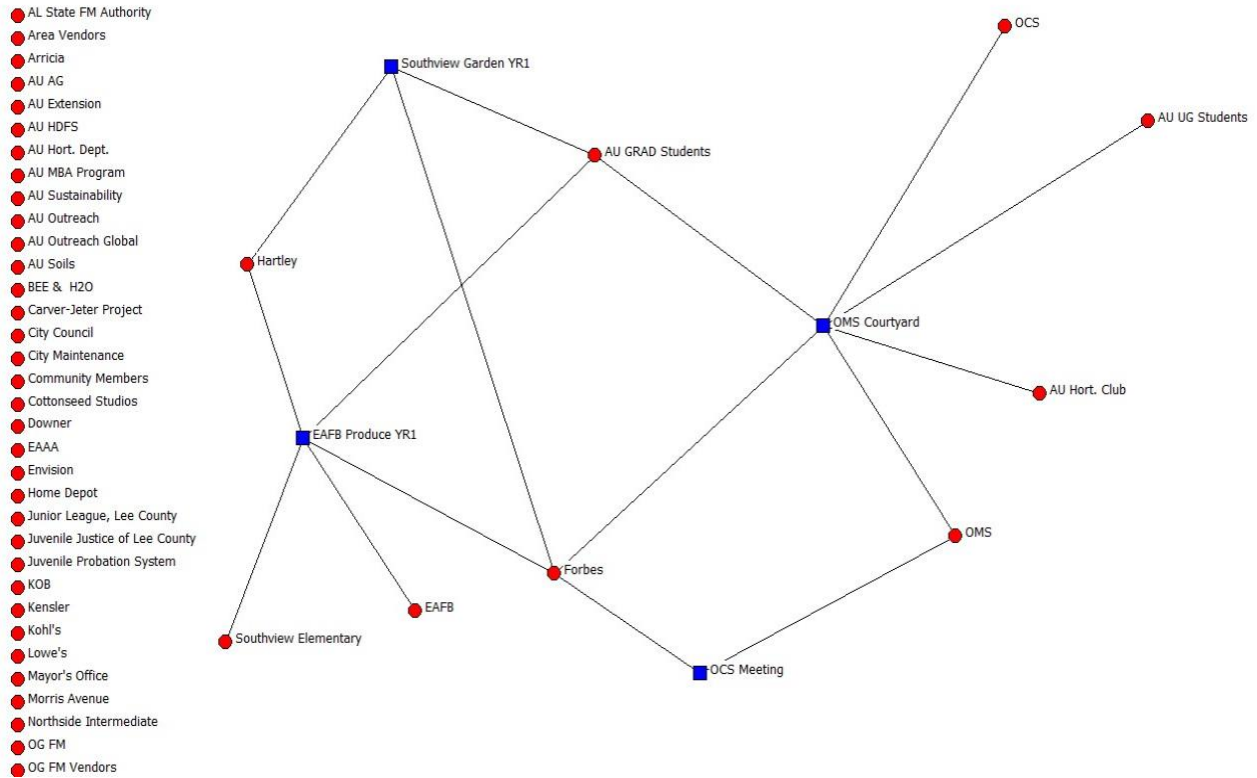 AL State FM Authority
Area Vendors
Arricia
AU AG
AU Extension
AU HDFS
AU Hort. Dept.
AU MBA Program
AU Sustainability
AU Outreach
AU Outreach Global
AU Soils
BEE & H2O
Carver-Jeter Project
City Council
City Maintenance
Community Members
Cottonseed Studios
Downer
EAAA
Envision
Home Depot
Junior League, Lee County
Juvenile Justice of Lee County
Juvenile Probation System
KOB
Kensler
Kohl's
Lowe's
Mayor's Office
Morris Avenue
Northside Intermediate
OG FM
OG FM Vendors
OCS
Southview Garden YR1
AU UG Students
AU GRAD Students
Hartley
OMS Courtyard
AU Hort. Club
EAFB Produce YR1
OMS
Forbes
EAFB
Southview Elementary
OCS Meeting